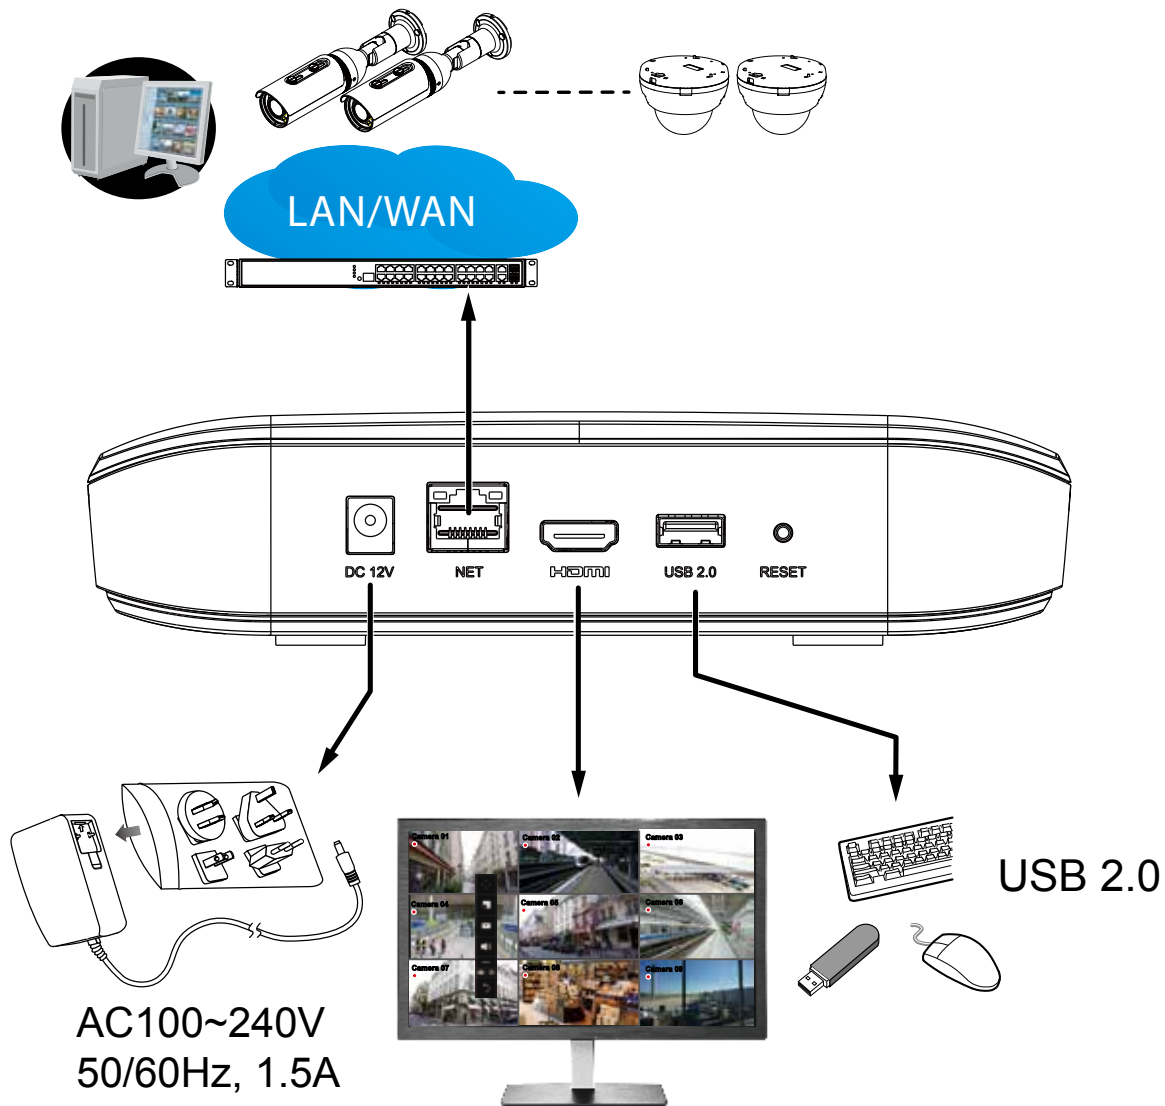 LAN/WAN
DC 12V
NET
HDMI
USB 2.0
RESET
Camera 01
Camera 02
Camera 03
Camera 04
Camera 05
Camera 06
Camera 07
Camera 08
Camera 09
USB 2.0
AC100~240V
50/60Hz, 1.5A